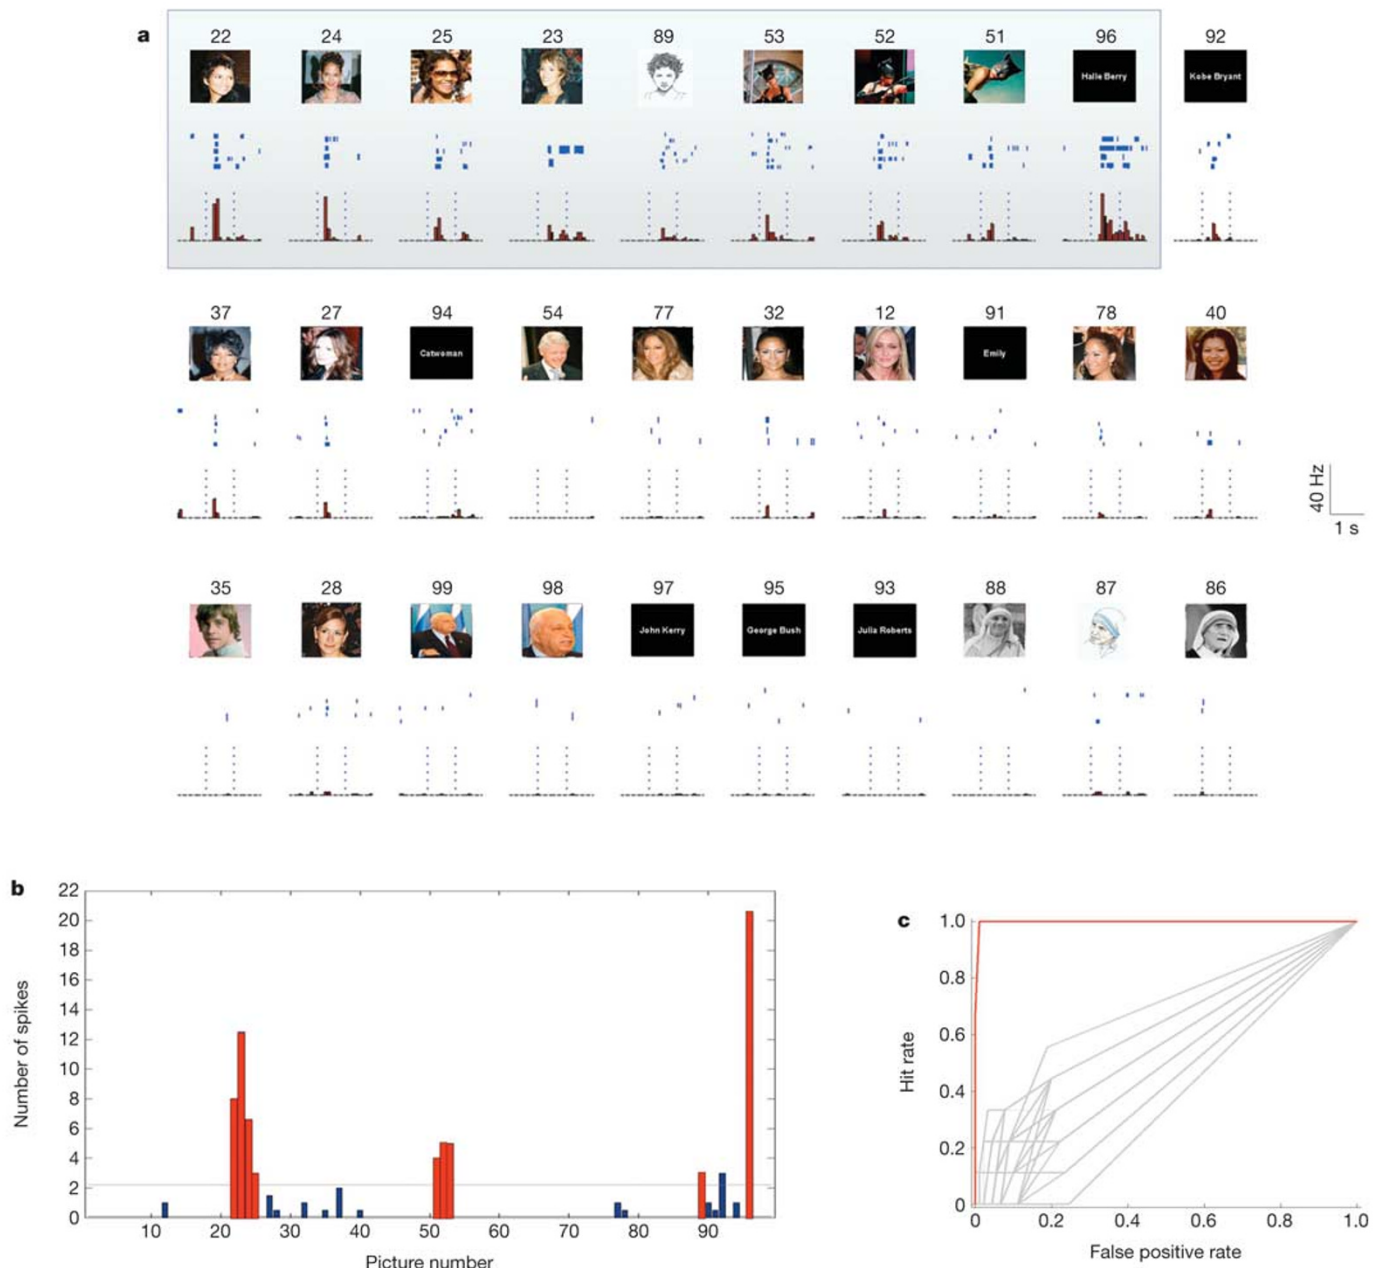 a
22 24 25 23 89 53 52 51 96 92
Halle Berry Kobe Bryant
37 27 94 54 77 32 12 91 78 40
Catwoman Emily
40 Hz
1 s
35 28 99 98 97 95 93 88 87 86
John Kerry George Bush Julia Roberts
b
22
20
18
16
14
12
10
8
6
4
2
0
Number of spikes
10 20 30 40 50 60 70 80 90
Picture number
c
1.0
0.8
0.6
0.4
0.2
0
Hit rate
0 0.2 0.4 0.6 0.8 1.0
False positive rate